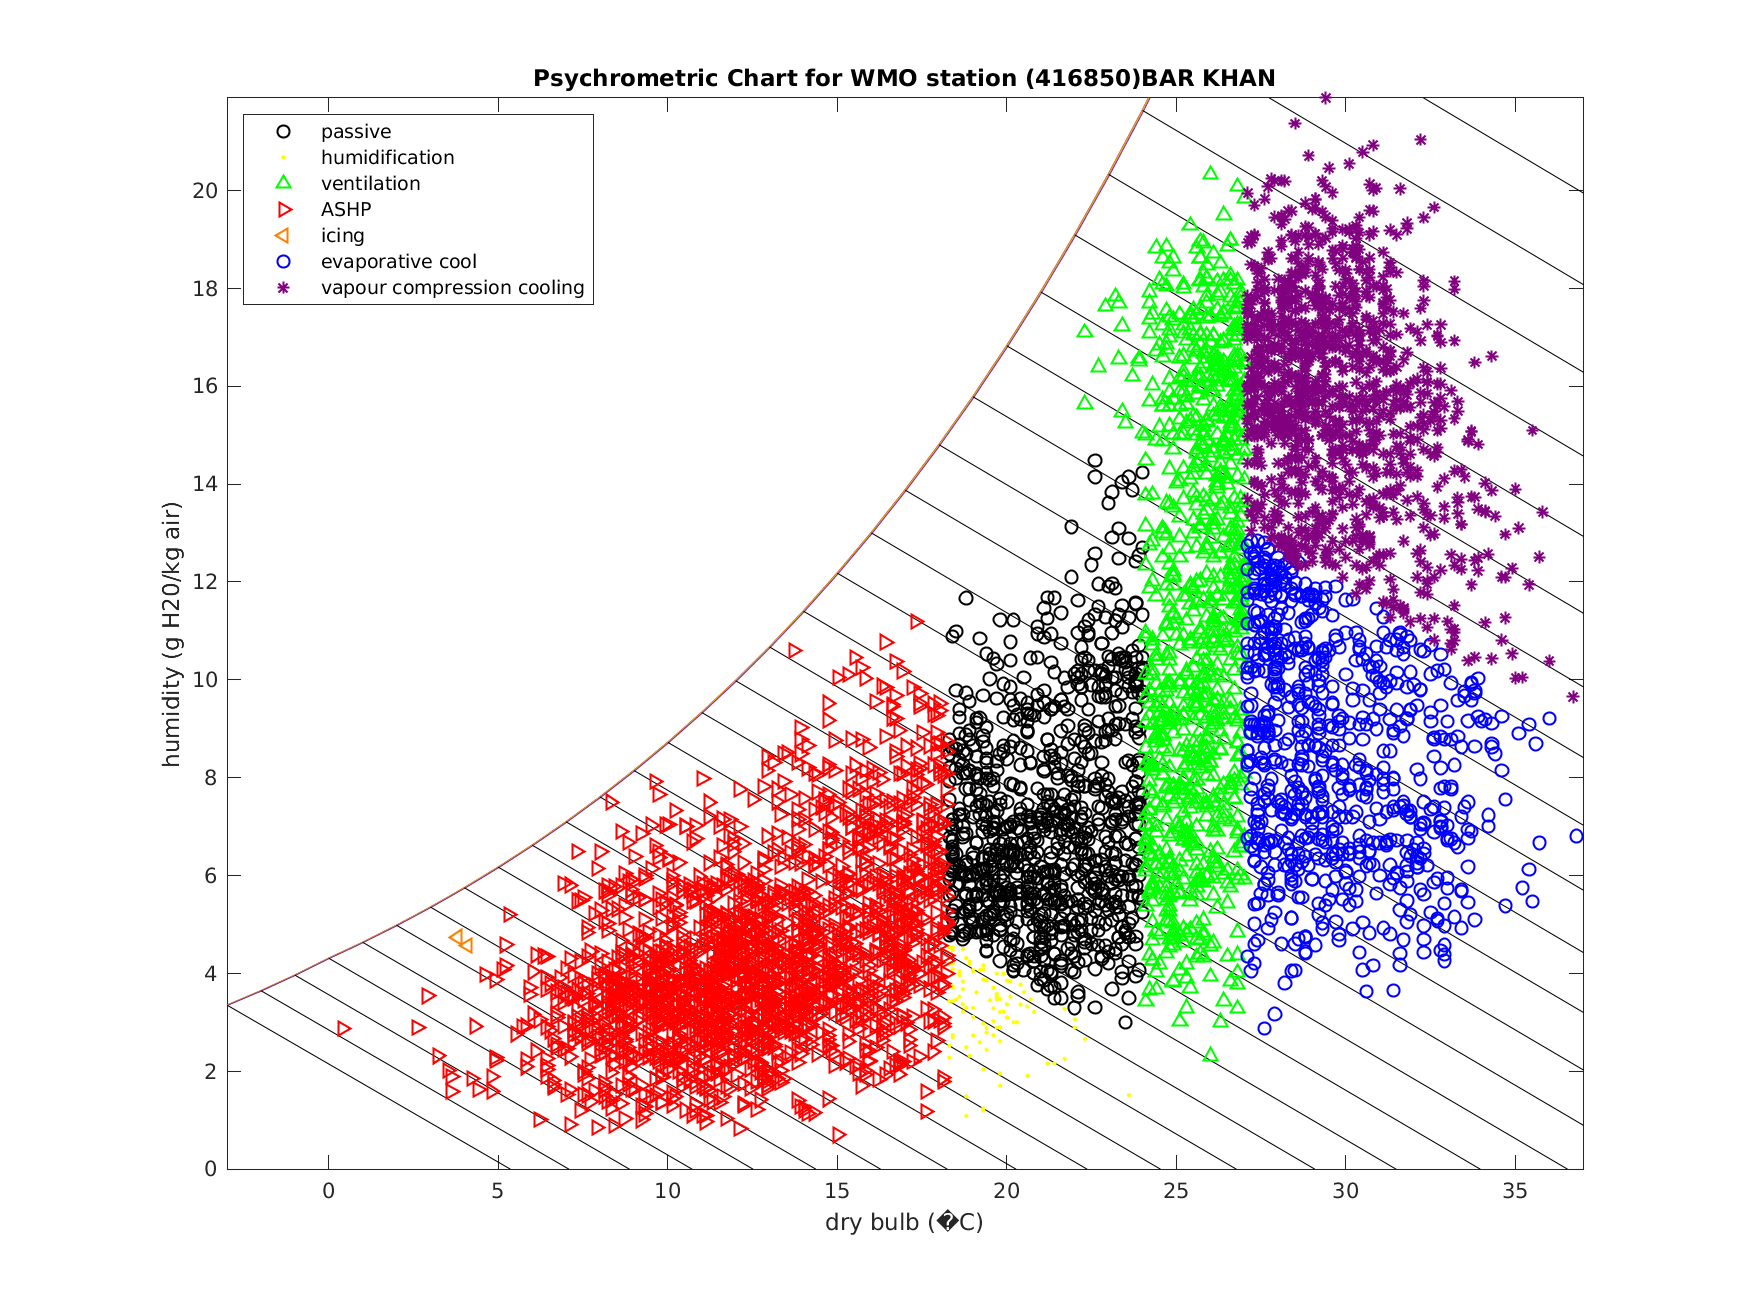 Psychrometric Chart for WMO station (416850)BAR KHAN
passive
humidification
ventilation
ASHP
icing
evaporative cool
vapour compression cooling
humidity (g H20/kg air)
20
18
16
14
12
10
8
6
4
2
0
0 5 10 15 20 25 30 35
dry bulb (�C)